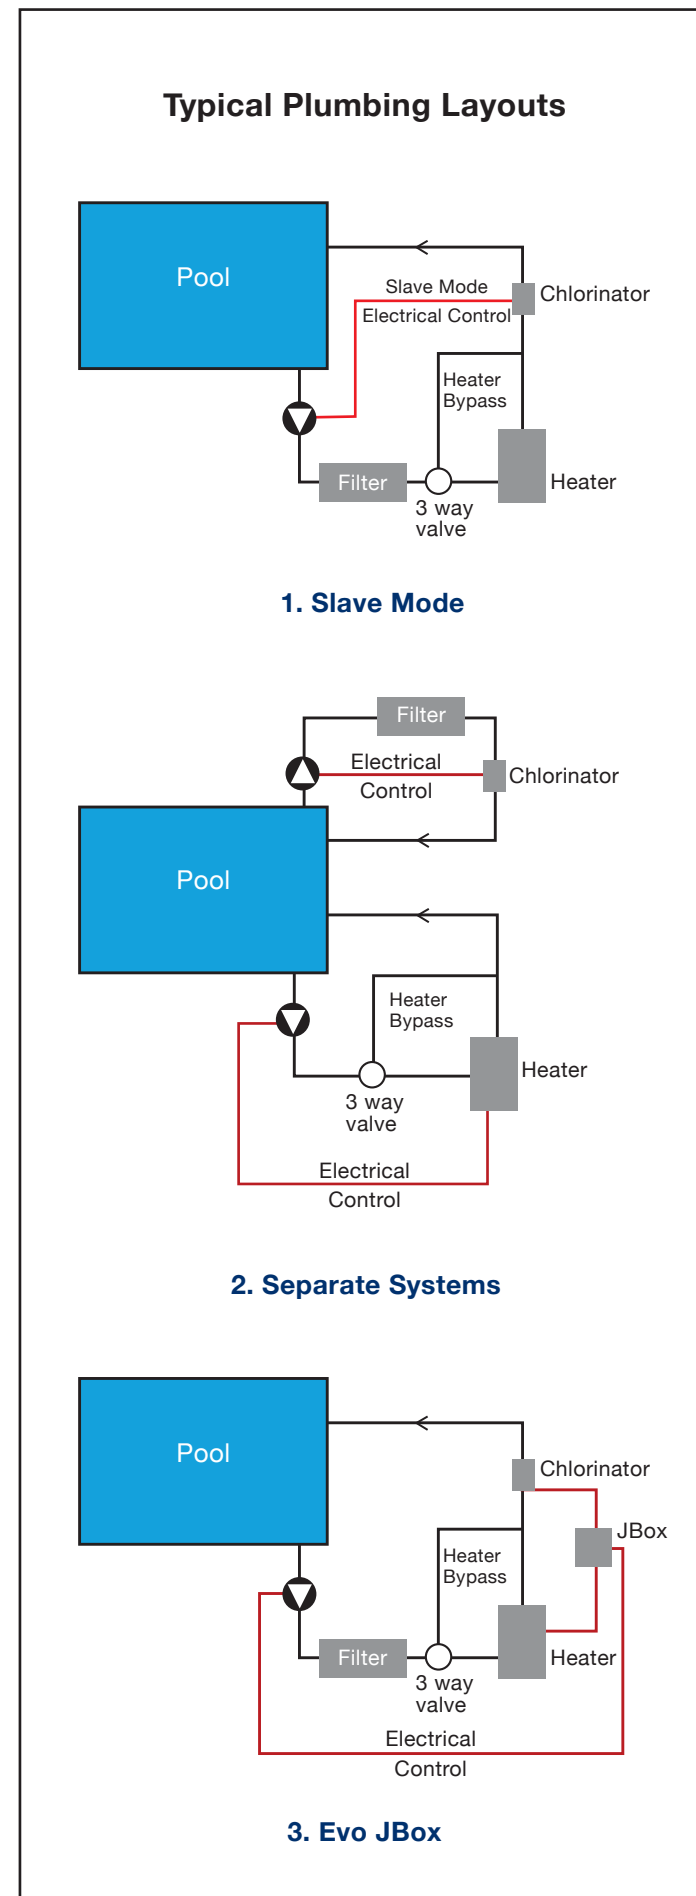 Typical Plumbing Layouts
Pool
Slave Mode
Electrical Control
Chlorinator
Heater
Bypass
Filter
3 way
valve
Heater
1. Slave Mode
Filter
Electrical
Control
Chlorinator
Pool
Heater
Bypass
Heater
3 way
valve
Electrical
Control
2. Separate Systems
Pool
Chlorinator
JBox
Heater
Bypass
Filter
3 way
valve
Heater
Electrical
Control
3. Evo JBox